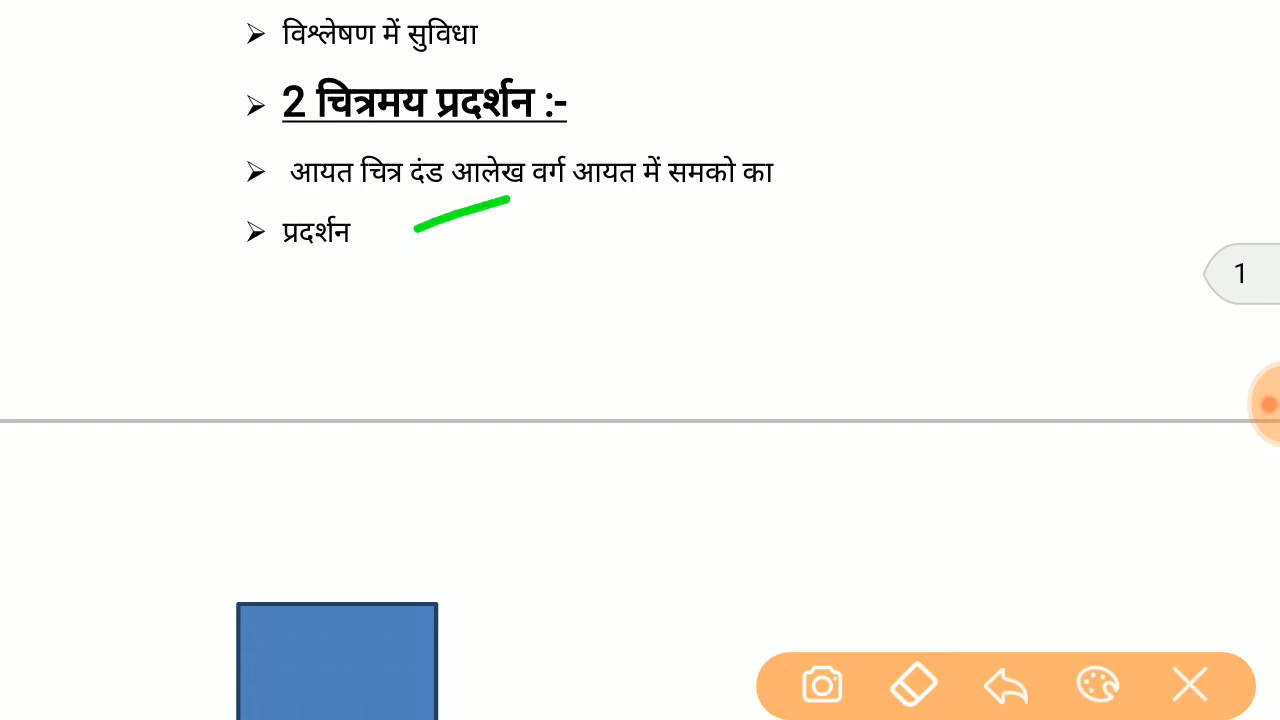 ➢ विश्लेषण में सुविधा
➢ 2 चित्रमय प्रदर्शन :-
➢ आयत चित्र दंड आलेख वर्ग आयत में समको का
➢ प्रदर्शन
1